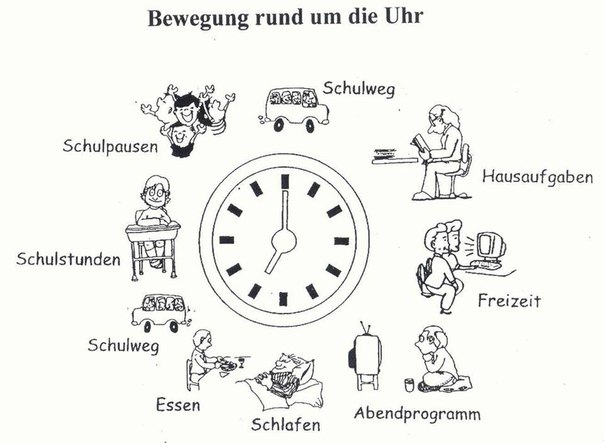 Bewegung rund um die Uhr
Schulweg
Schulpausen
Hausaufgaben
Schulstunden
Freizeit
Schulweg
Essen
Schlafen
Abendprogramm